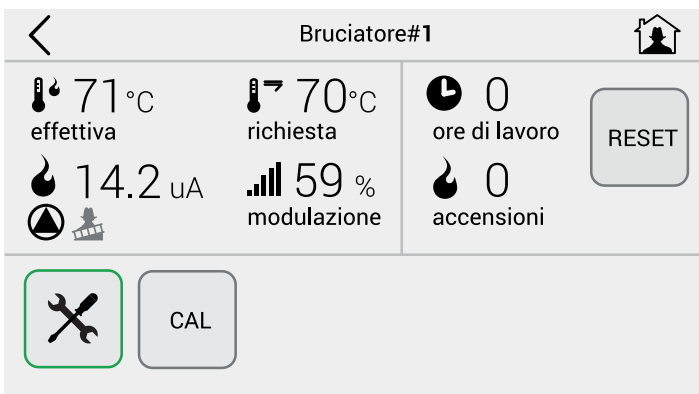 Bruciatore#1
71°C
effettiva
70°C
richiesta
0
ore di lavoro
RESET
14.2 uA
59 %
modulazione
0
accensioni
CAL